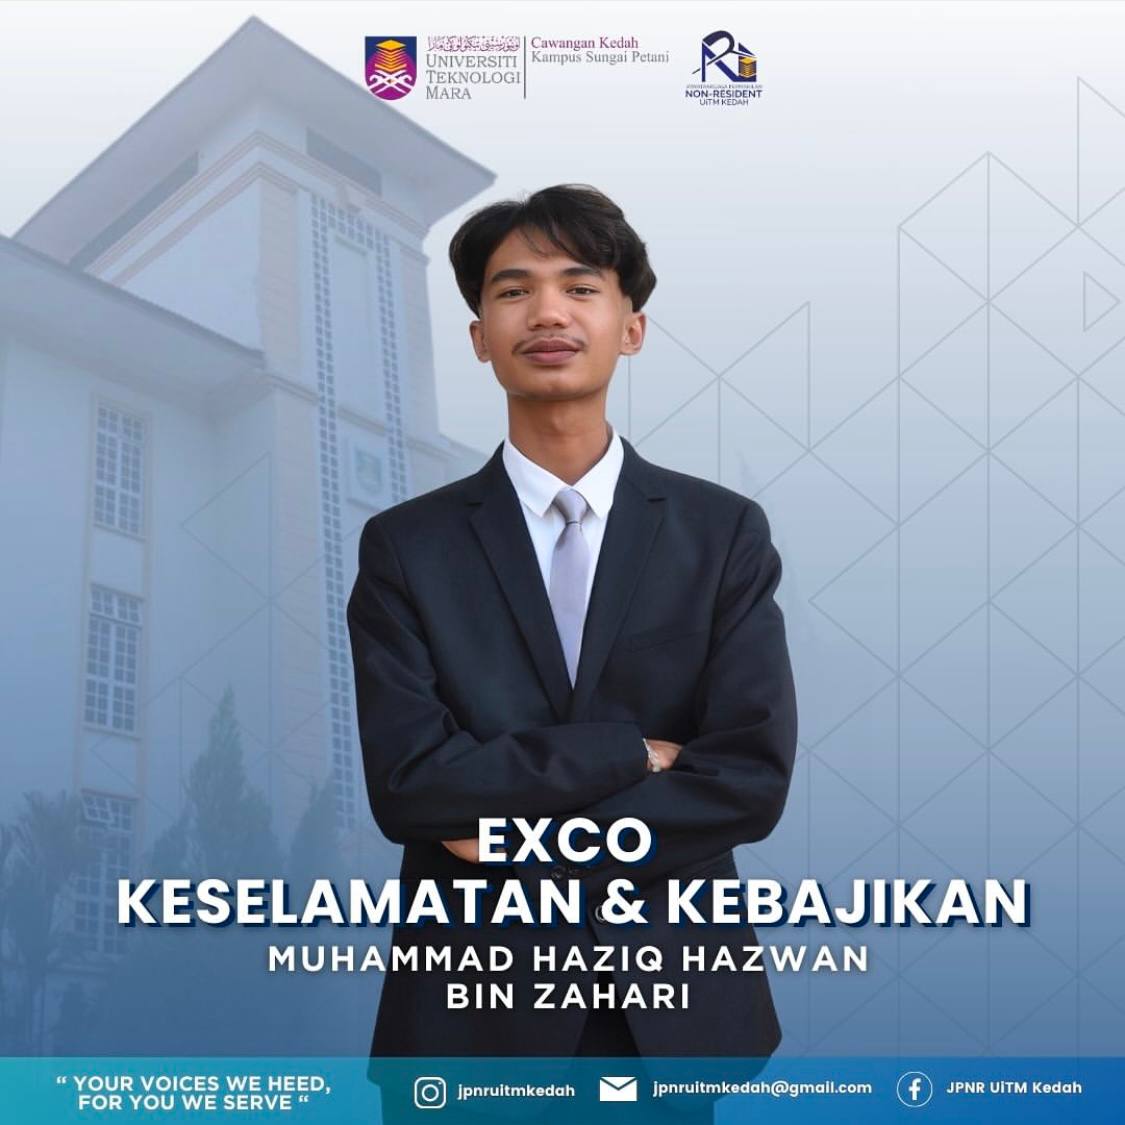 UNIVERSITI
TEKNOLOGI
MARA
Cawangan Kedah
Kampus Sungai Petani
NON-RESIDENT
UiTM KEDAH
EXCO
KESELAMATAN & KEBAJIKAN
MUHAMMAD HAZIQ HAZWAN
BIN ZAHARI
“ YOUR VOICES WE HEED,
FOR YOU WE SERVE “
jpnruitmkedah
jpnruitmkedah@gmail.com
JPNR UiTM Kedah